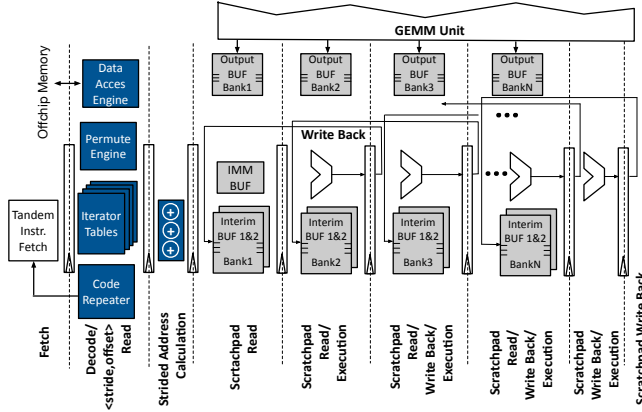 GEMM Unit
Offchip Memory
Data
Acces
Engine
Output
BUF
Bank1
Output
BUF
Bank2
Output
BUF
Bank3
Output
BUF
BankN
Permute
Engine
Write Back
IMM
BUF
Tandem
Instr.
Fetch
Iterator
Tables
Interim
BUF 1&2
Bank1
Interim
BUF 1&2
Bank2
Interim
BUF 1&2
Bank3
Interim
BUF 1&2
BankN
Code
Repeater
Fetch
Decode/
<stride,offset>
Read
Strided Address
Calculation
Scrtachpad
Read
Scratchpad
Read/
Execution
Scratchpad
Read/
Write Back/
Execution
Scratchpad
Read/
Write Back/
Execution
Scratchpad
Write Back/
Execution
Scratchpad Write Back